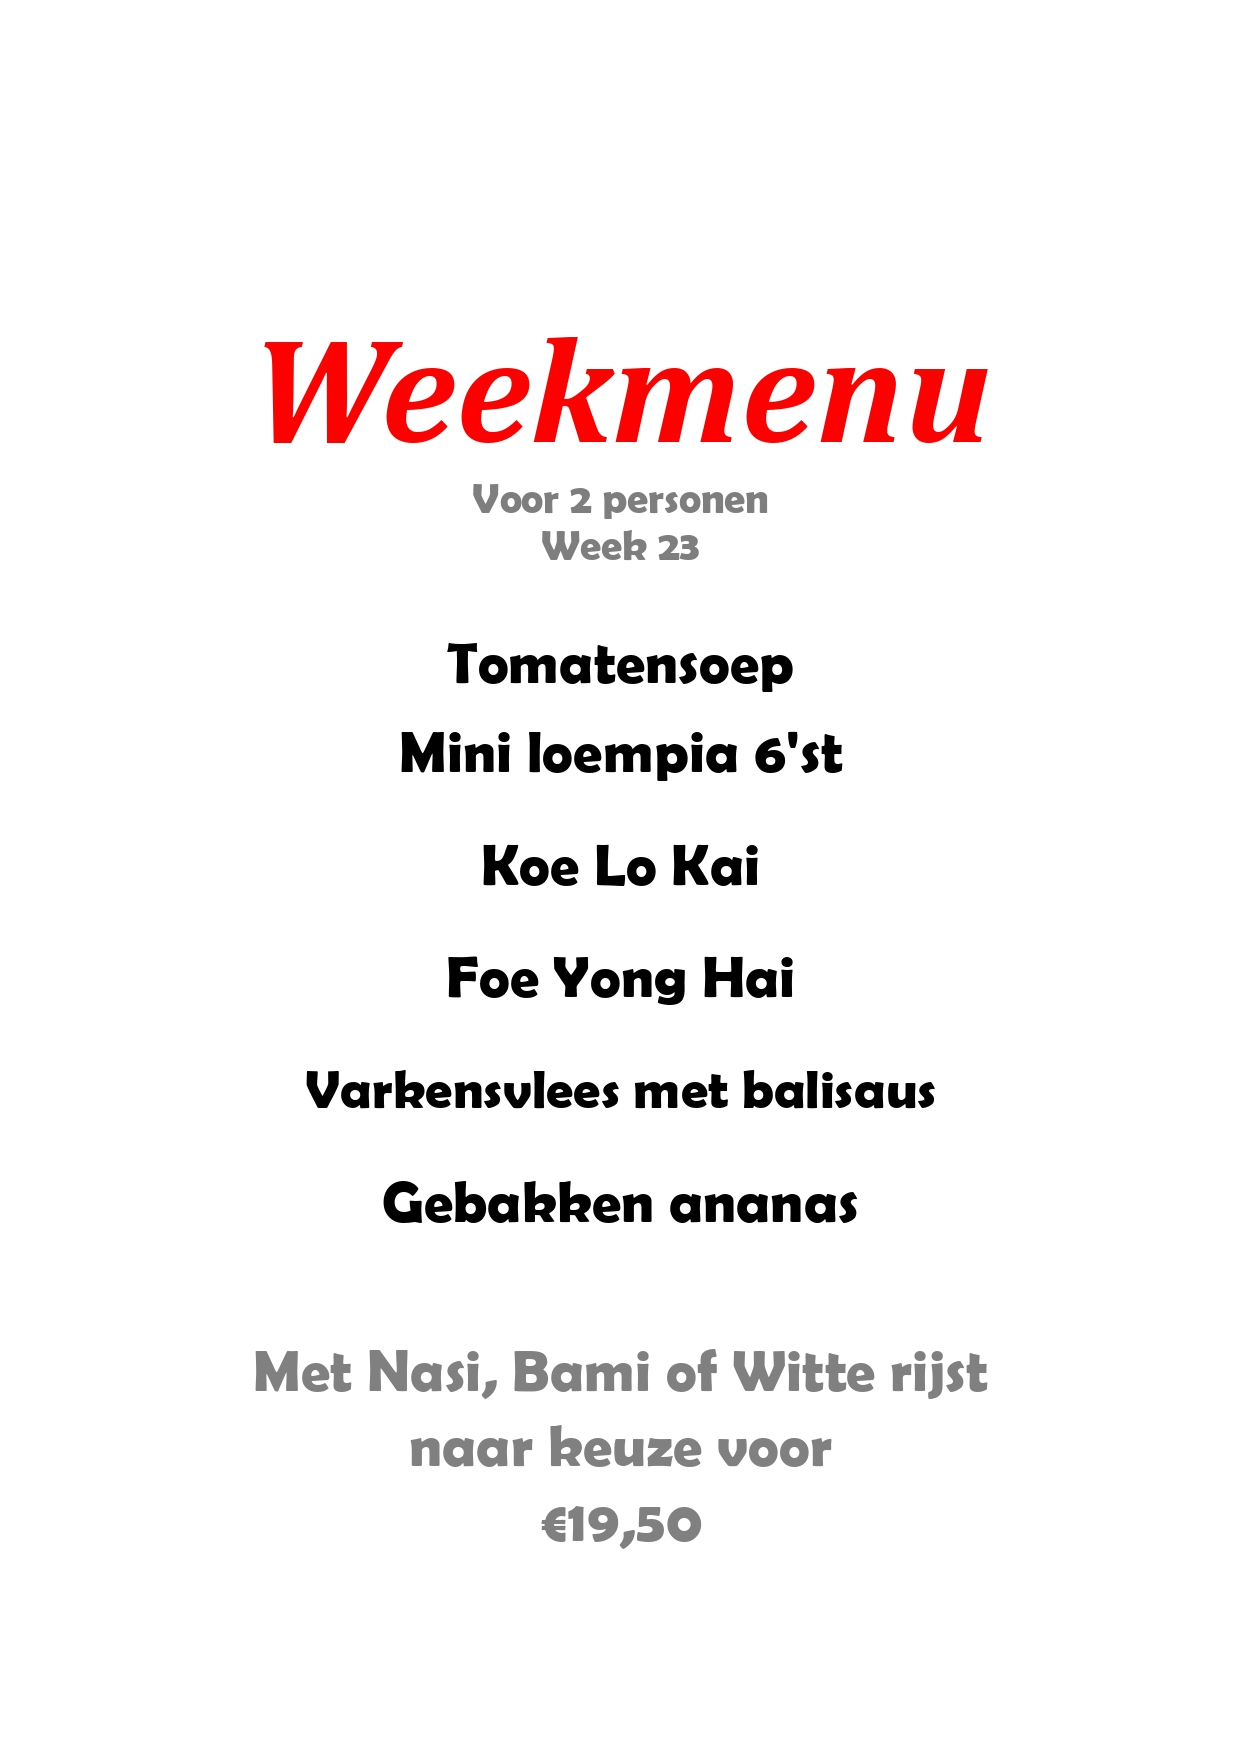 Weekmenu
Voor 2 personen
Week 23
Tomatensoep
Mini loempia 6'st
Koe Lo Kai
Foe Yong Hai
Varkensvlees met balisaus
Gebakken ananas
Met Nasi, Bami of Witte rijst
naar keuze voor
€19,50